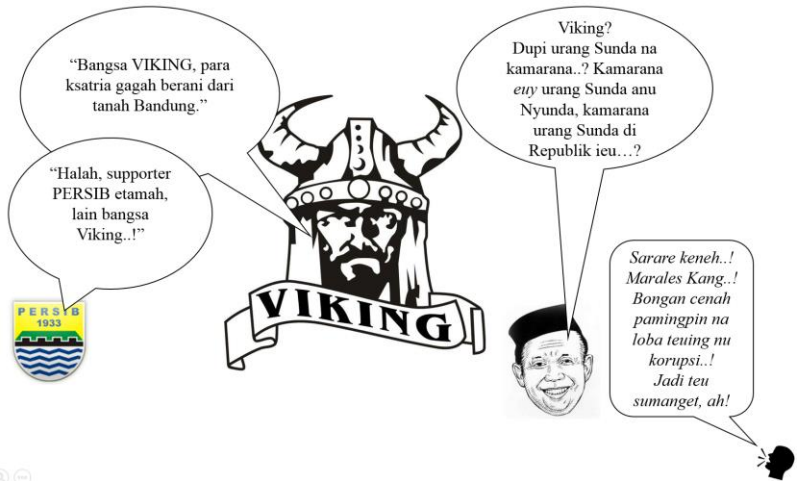 “Bangsa VIKING, para
ksatria gagah berani dari
tanah Bandung.”
“Halah, supporter
PERSIB etamah,
lain bangsa
Viking..!”
PERSIB
1933
VIKING
Viking?
Dupi urang Sunda na
kamarana..? Kamarana
euy urang Sunda anu
Nyunda, kamarana
urang Sunda di
Republik ieu…?
Sarare keneh..!
Marales Kang..!
Bongan cenah
pamingpin na
loba teuing nu
korupsi..!
Jadi teu
sumanget, ah!